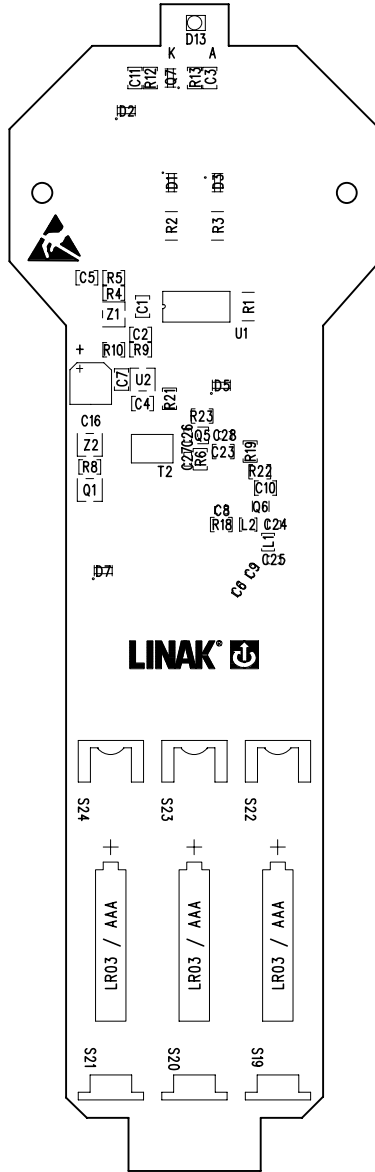 D13
K A
C11 R12 Q7 R13 C3
D2
D1 D3
R2 R3
C5 R5
R4
Z1 C1 R1
U1
C2
+ R10 R9
+
C7 U2 D5
C4 R21
R23
C16
Z2 C26 Q5 C28
C27 R6 C23 R19
T2
R8 R22
Q1 C10
C8 Q6
R18 L2 C24
L1
C25
C9
C6
D7
LINAK®
S24 S23 S22
+ + +
LR03 / AAA LR03 / AAA LR03 / AAA
S21 S20 S19